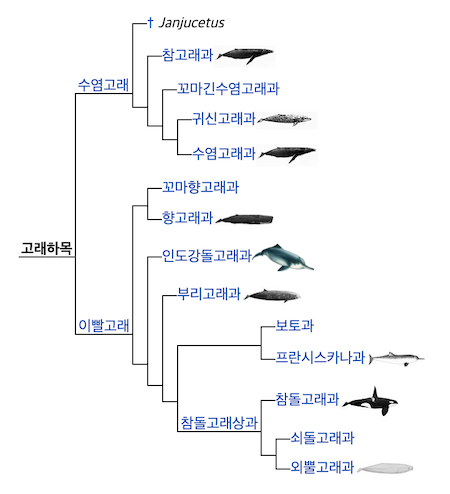 † Janjucetus
참고래과
수염고래
꼬마긴수염고래과
귀신고래과
수염고래과
꼬마향고래과
향고래과
고래하목
인도강돌고래과
부리고래과
이빨고래
보토과
프란시스카나과
참돌고래과
참돌고래상과
쇠돌고래과
외뿔고래과